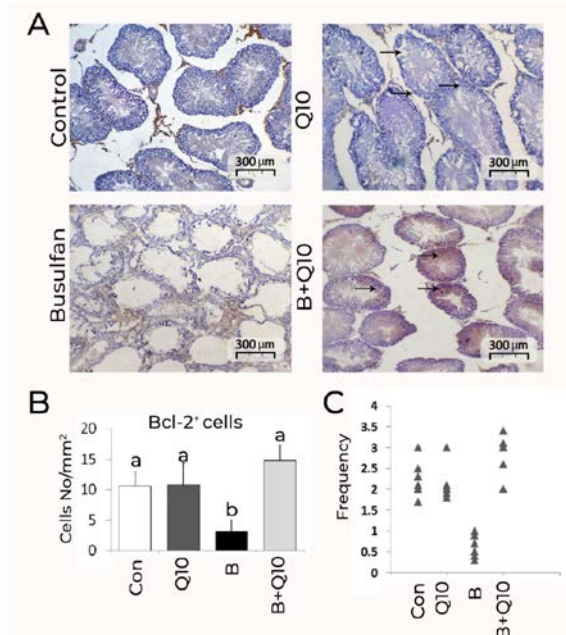 A
Control
300 µm
Q10
300 µm
Busulfan
300 µm
B+Q10
300 µm
B
Bcl-2⁺ cells
Cells No/mm²
20
15
10
5
0
a
a
b
a
Con
Q10
B
B+Q10
C
Frequency
4
3.5
3
2.5
2
1.5
1
0.5
0
Con
Q10
B
B+Q10